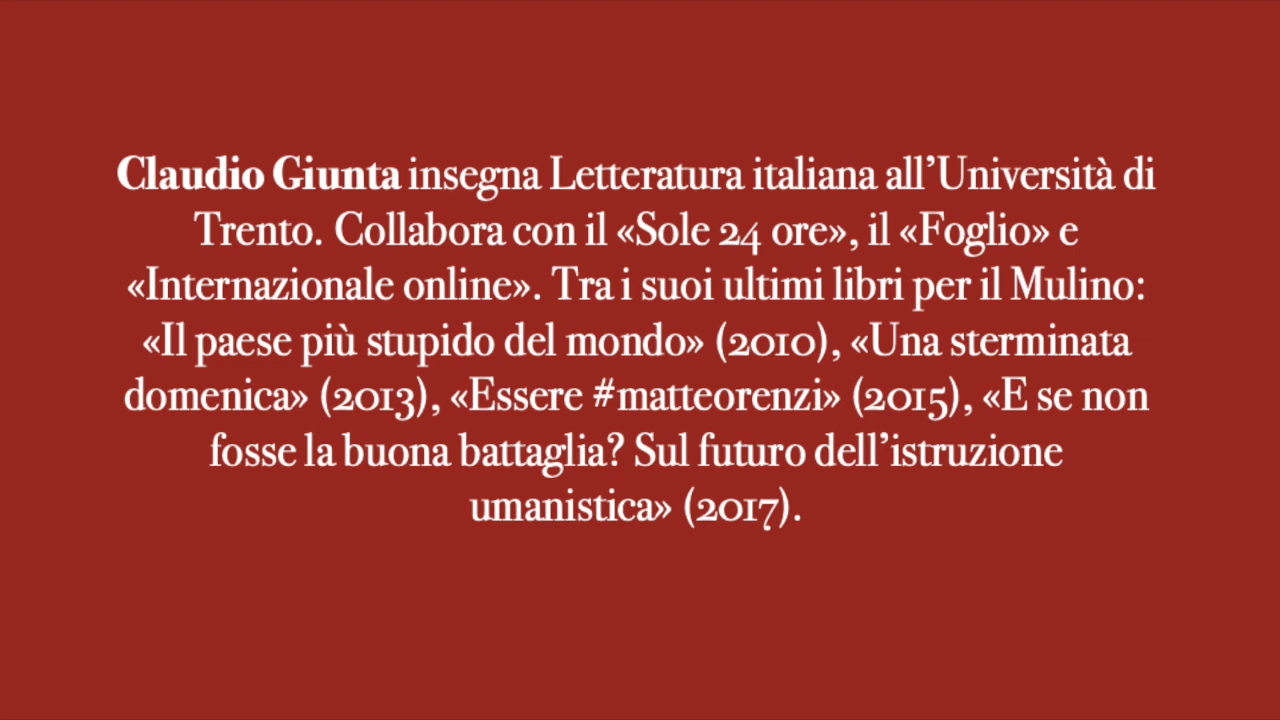 Claudio Giunta insegna Letteratura italiana all’Università di
Trento. Collabora con il «Sole 24 ore», il «Foglio» e
«Internazionale online». Tra i suoi ultimi libri per il Mulino:
«Il paese più stupido del mondo» (2010), «Una sterminata
domenica» (2013), «Essere #matteorenzi» (2015), «E se non
fosse la buona battaglia? Sul futuro dell’istruzione
umanistica» (2017).